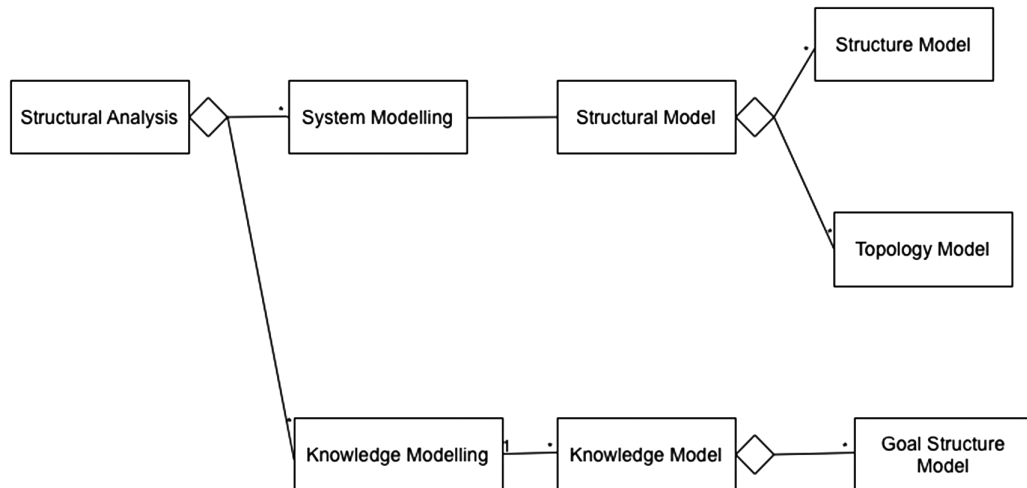 Structure Model
*
Structural Analysis
*
System Modelling
Structural Model
*
Topology Model
*
Knowledge Modelling
1
*
Knowledge Model
*
Goal Structure
Model